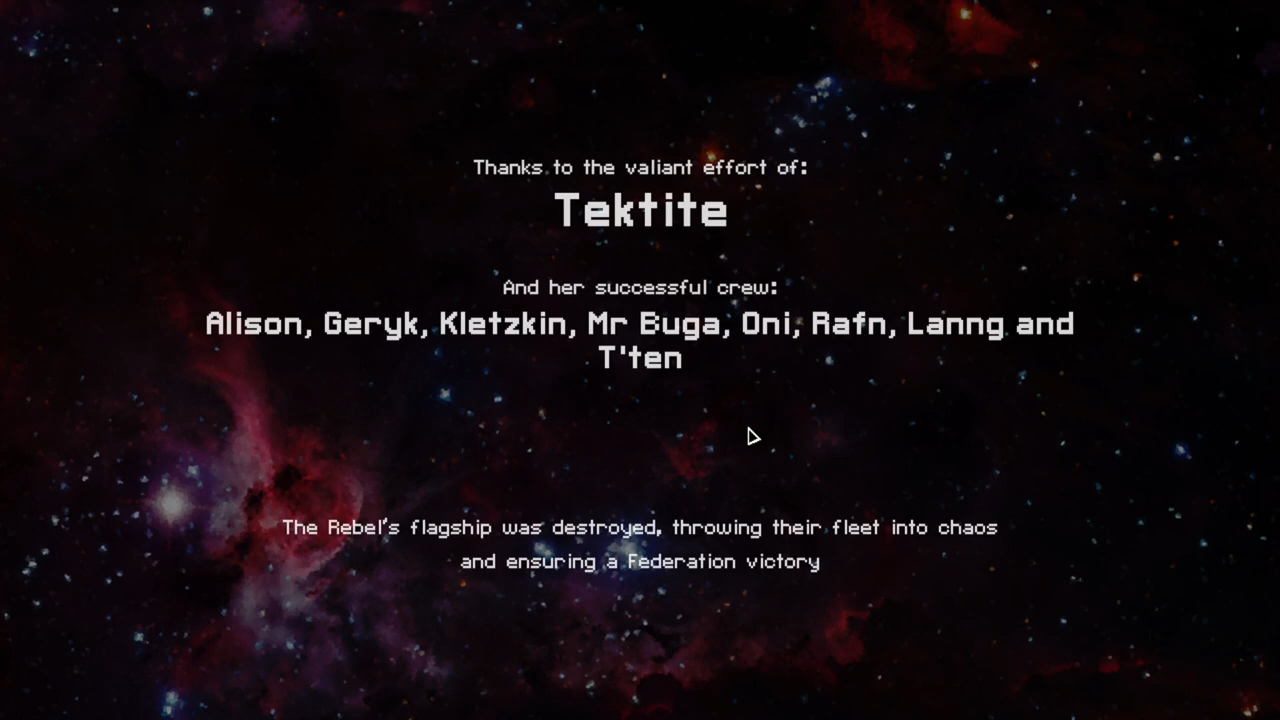 Thanks to the valiant effort of:
Tektite
And her successful crew:
Alison, Geryk, Kletzkin, Mr Buga, Oni, Rafn, Lanng and
T'ten
The Rebel's flagship was destroyed, throwing their fleet into chaos
and ensuring a Federation victory